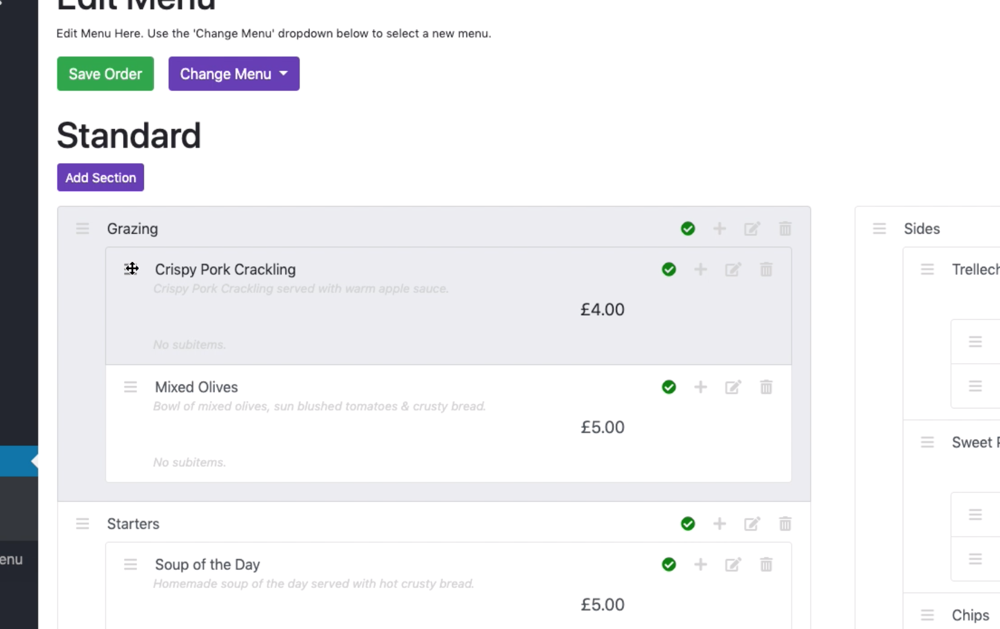 Edit Menu
Edit Menu Here. Use the 'Change Menu' dropdown below to select a new menu.
Save Order
Change Menu
Standard
Add Section
Grazing
Crispy Pork Crackling
Crispy Pork Crackling served with warm apple sauce.
£4.00
No subitems.
Mixed Olives
Bowl of mixed olives, sun blushed tomatoes & crusty bread.
£5.00
No subitems.
Starters
Soup of the Day
Homemade soup of the day served with hot crusty bread.
£5.00
Sides
Trellech
Sweet
Chips
enu